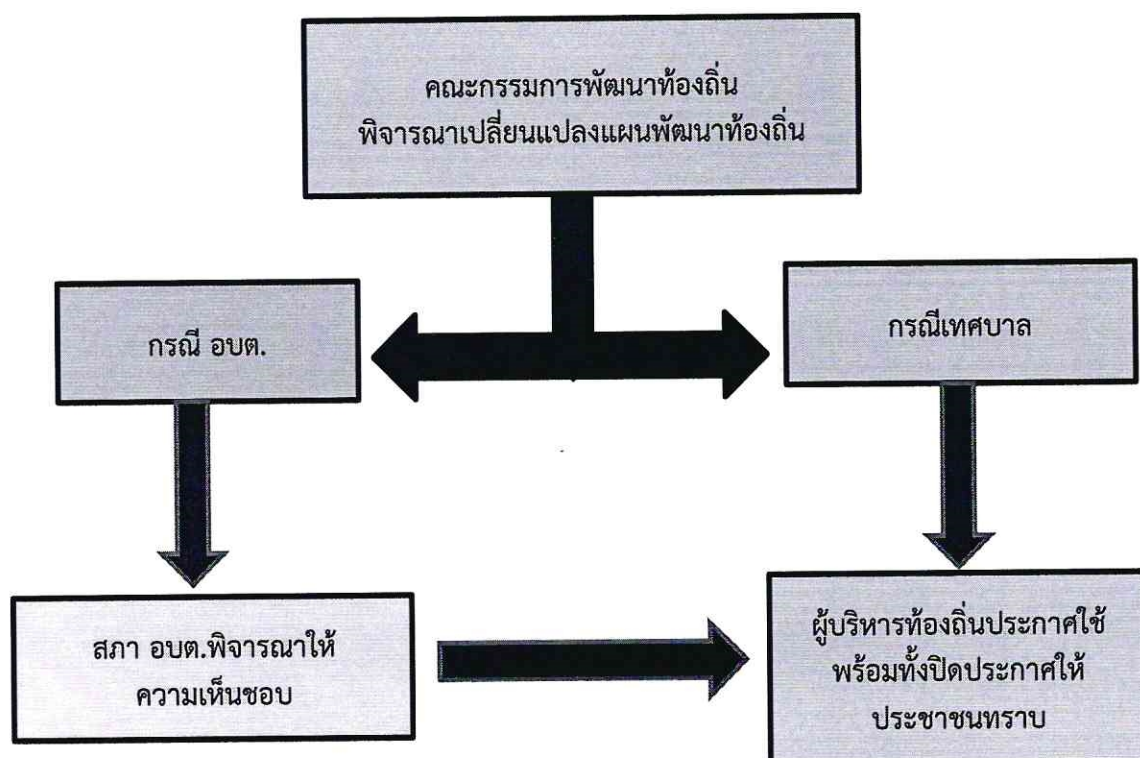 คณะกรรมการพัฒนาท้องถิ่น
พิจารณาเปลี่ยนแปลงแผนพัฒนาท้องถิ่น
กรณี อบต.
กรณีเทศบาล
สภา อบต.พิจารณาให้
ความเห็นชอบ
ผู้บริหารท้องถิ่นประกาศใช้
พร้อมทั้งปิดประกาศให้
ประชาชนทราบ